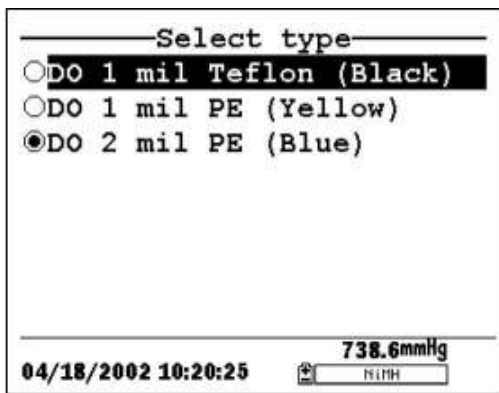 Select type
DO 1 mil Teflon (Black)
DO 1 mil PE (Yellow)
DO 2 mil PE (Blue)
738.6mmHg
04/18/2002 10:20:25
NiMH